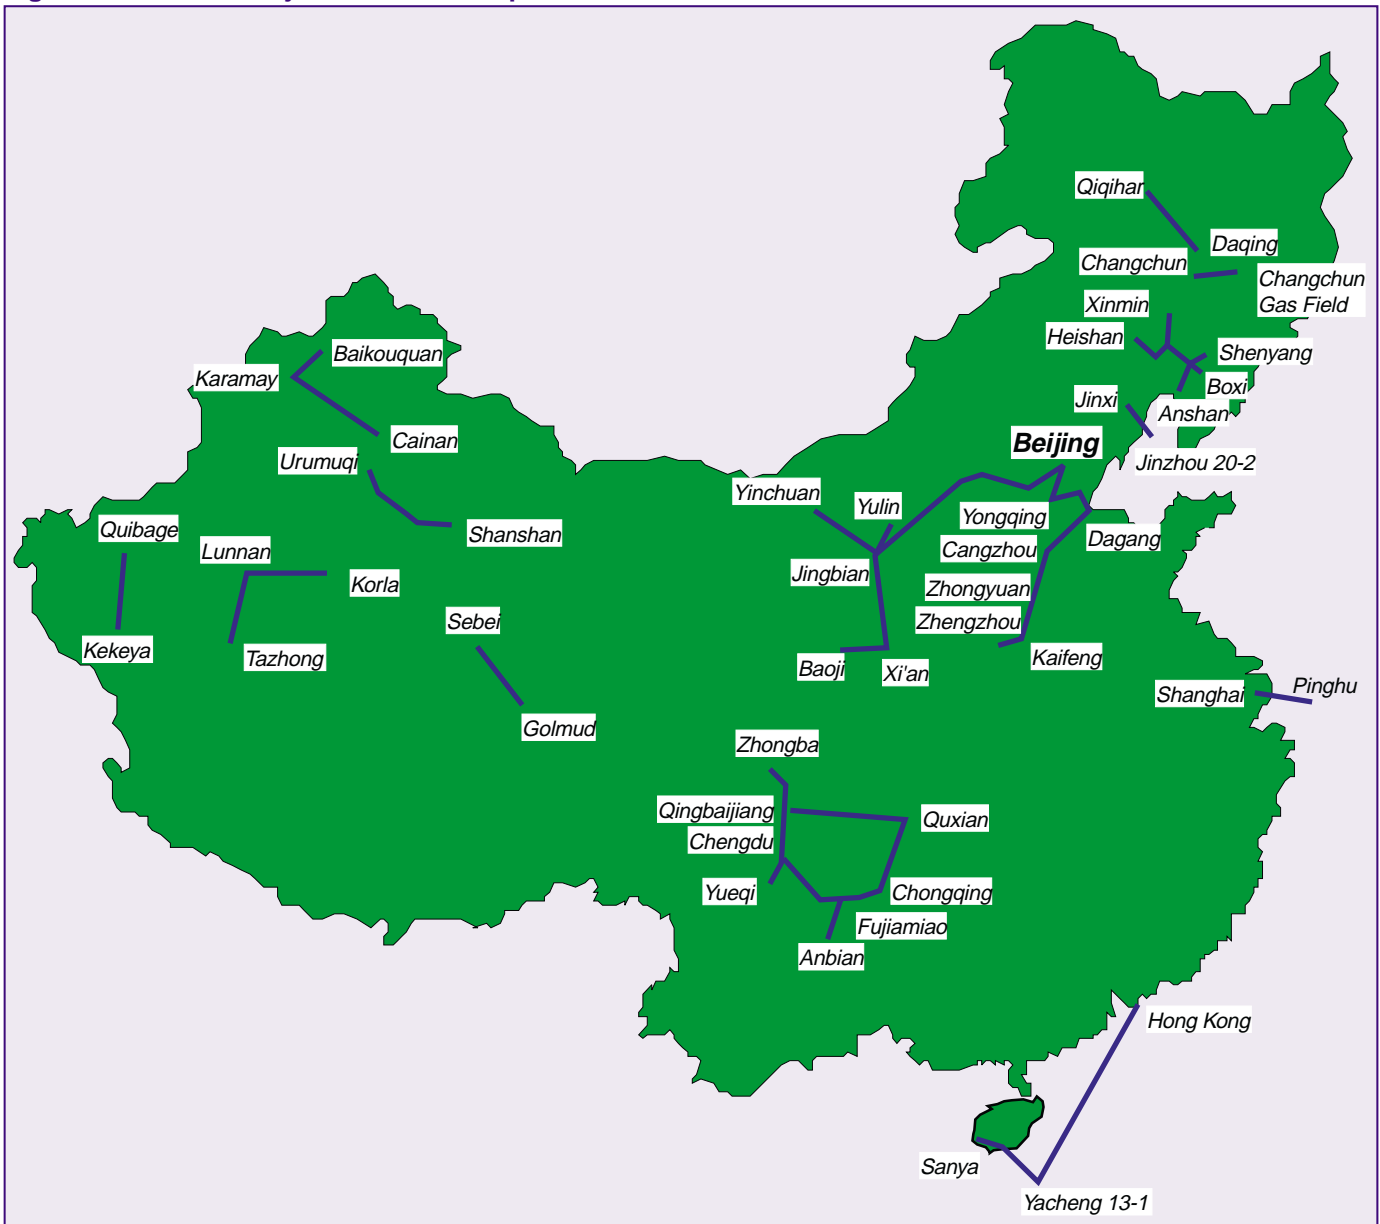 Qiqihar
Daqing
Changchun
Changchun
Gas Field
Xinmin
Heishan
Shenyang
Boxi
Jinxi
Anshan
Beijing
Jinzhou 20-2
Baikouquan
Karamay
Cainan
Urumuqi
Shanshan
Quibage
Lunnan
Korla
Kekeya
Tazhong
Sebei
Golmud
Yinchuan
Yulin
Yongqing
Dagang
Cangzhou
Jingbian
Zhongyuan
Zhengzhou
Kaifeng
Baoji
Xi'an
Shanghai
Pinghu
Zhongba
Qingbaijiang
Quxian
Chengdu
Yueqi
Chongqing
Fujiamiao
Anbian
Hong Kong
Sanya
Yacheng 13-1